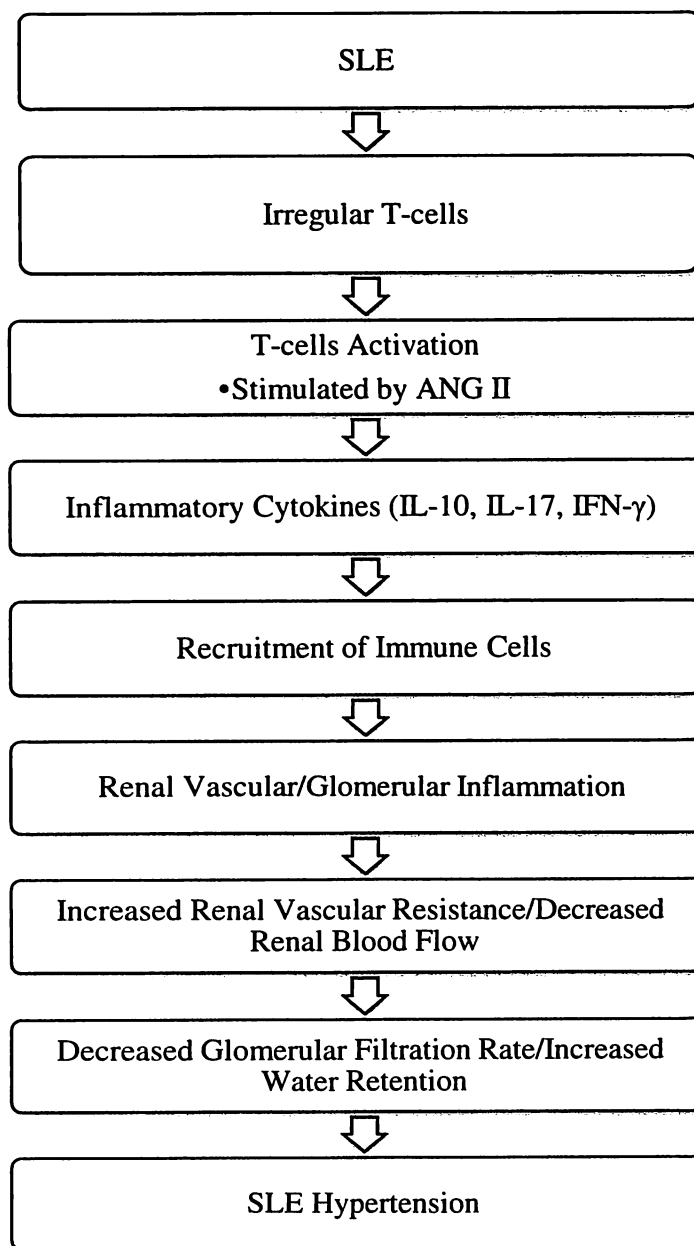 SLE
Irregular T-cells
T-cells Activation
•Stimulated by ANG II
Inflammatory Cytokines (IL-10, IL-17, IFN-γ)
Recruitment of Immune Cells
Renal Vascular/Glomerular Inflammation
Increased Renal Vascular Resistance/Decreased
Renal Blood Flow
Decreased Glomerular Filtration Rate/Increased
Water Retention
SLE Hypertension